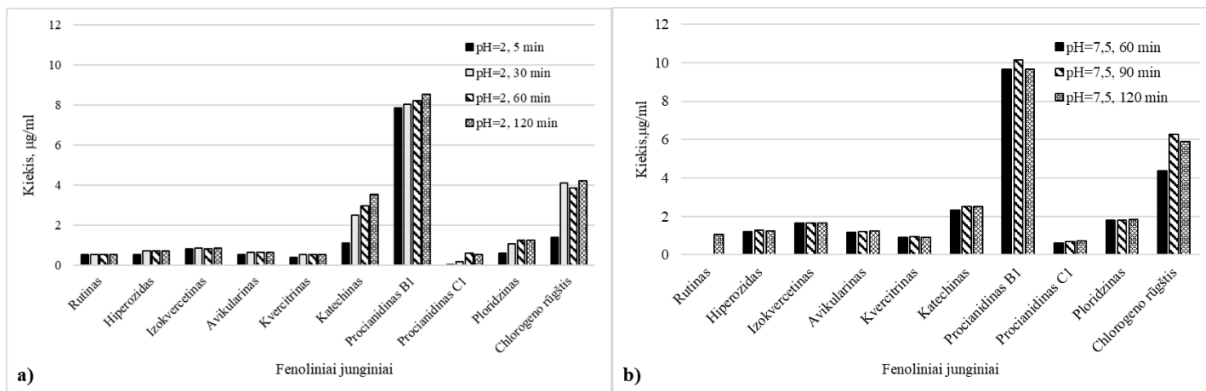 12
10
8
6
4
2
0
Kiekis, µg/ml
pH=2, 5 min
pH=2, 30 min
pH=2, 60 min
pH=2, 120 min
Rutinas
Hiperozidas
Izokvercetinas
Avikularinas
Kvercitrinas
Katechinas
Procianidinas B1
Procianidinas C1
Ploridzinas
Chlorogeno rūgštis
Fenoliniai junginiai
a)
12
10
8
6
4
2
0
Kiekis,µg/ml
pH=7,5, 60 min
pH=7,5, 90 min
pH=7,5, 120 min
Rutinas
Hiperozidas
Izokvercetinas
Avikularinas
Kvercitrinas
Katechinas
Procianidinas B1
Procianidinas C1
Ploridzinas
Chlorogeno rūgštis
Fenoliniai junginiai
b)